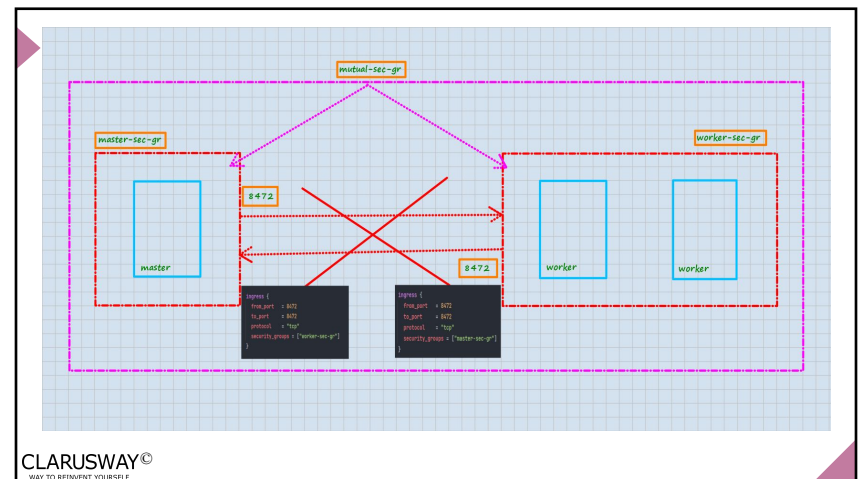 mutual-sec-gr
master-sec-gr
worker-sec-gr
8472
8472
master
worker
worker
ingress {
from_port = 8472
to_port = 8472
protocol = "tcp"
security_groups = ["worker-sec-gr"]
}
ingress {
from_port = 8472
to_port = 8472
protocol = "tcp"
security_groups = ["master-sec-gr"]
}
CLARUSWAY©
WAY TO REINVENT YOURSELF